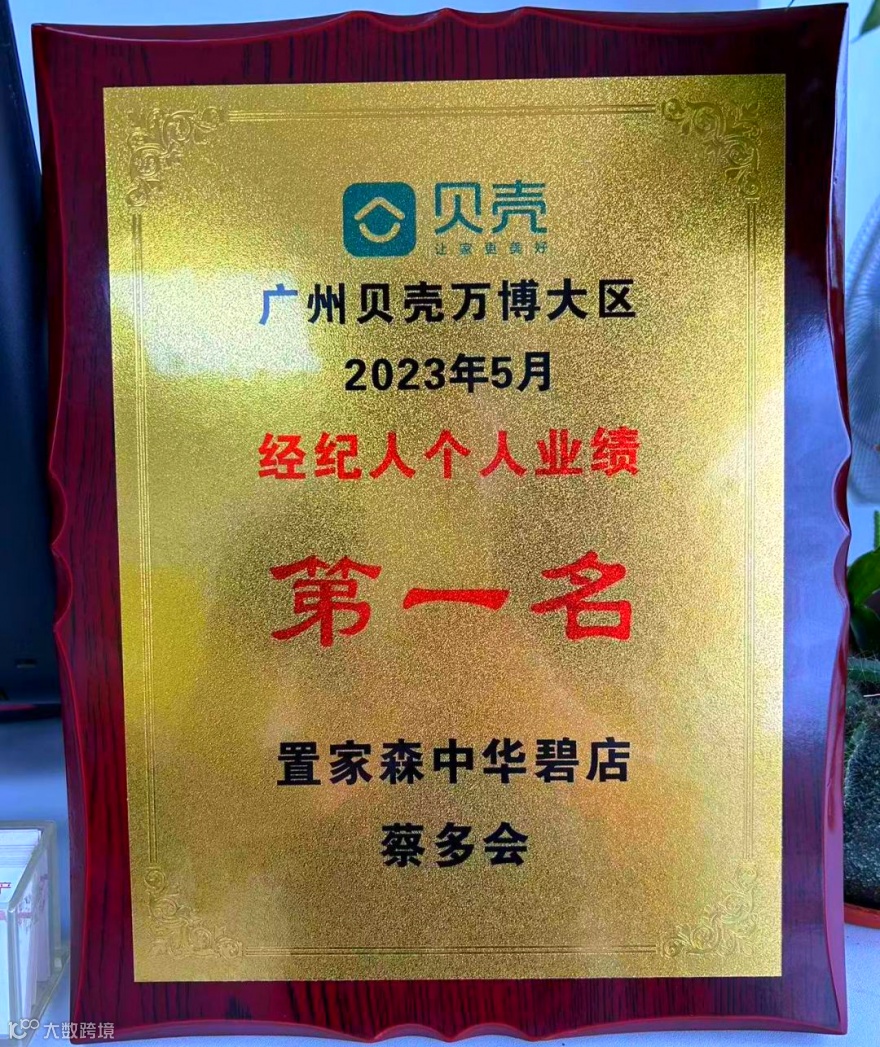 贝壳
让家更美好
广州贝壳万博大区
2023年5月
经纪人个人业绩
第一名
置家森中华碧店
蔡多会
大数跨境